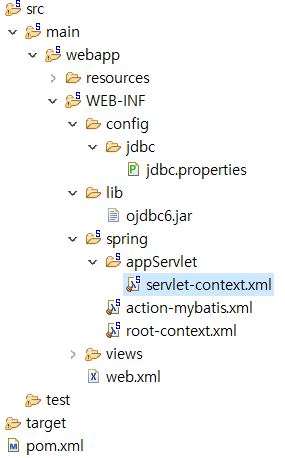 src
main
webapp
resources
WEB-INF
config
jdbc
jdbc.properties
lib
ojdbc6.jar
spring
appServlet
servlet-context.xml
action-mybatis.xml
root-context.xml
views
web.xml
test
target
pom.xml